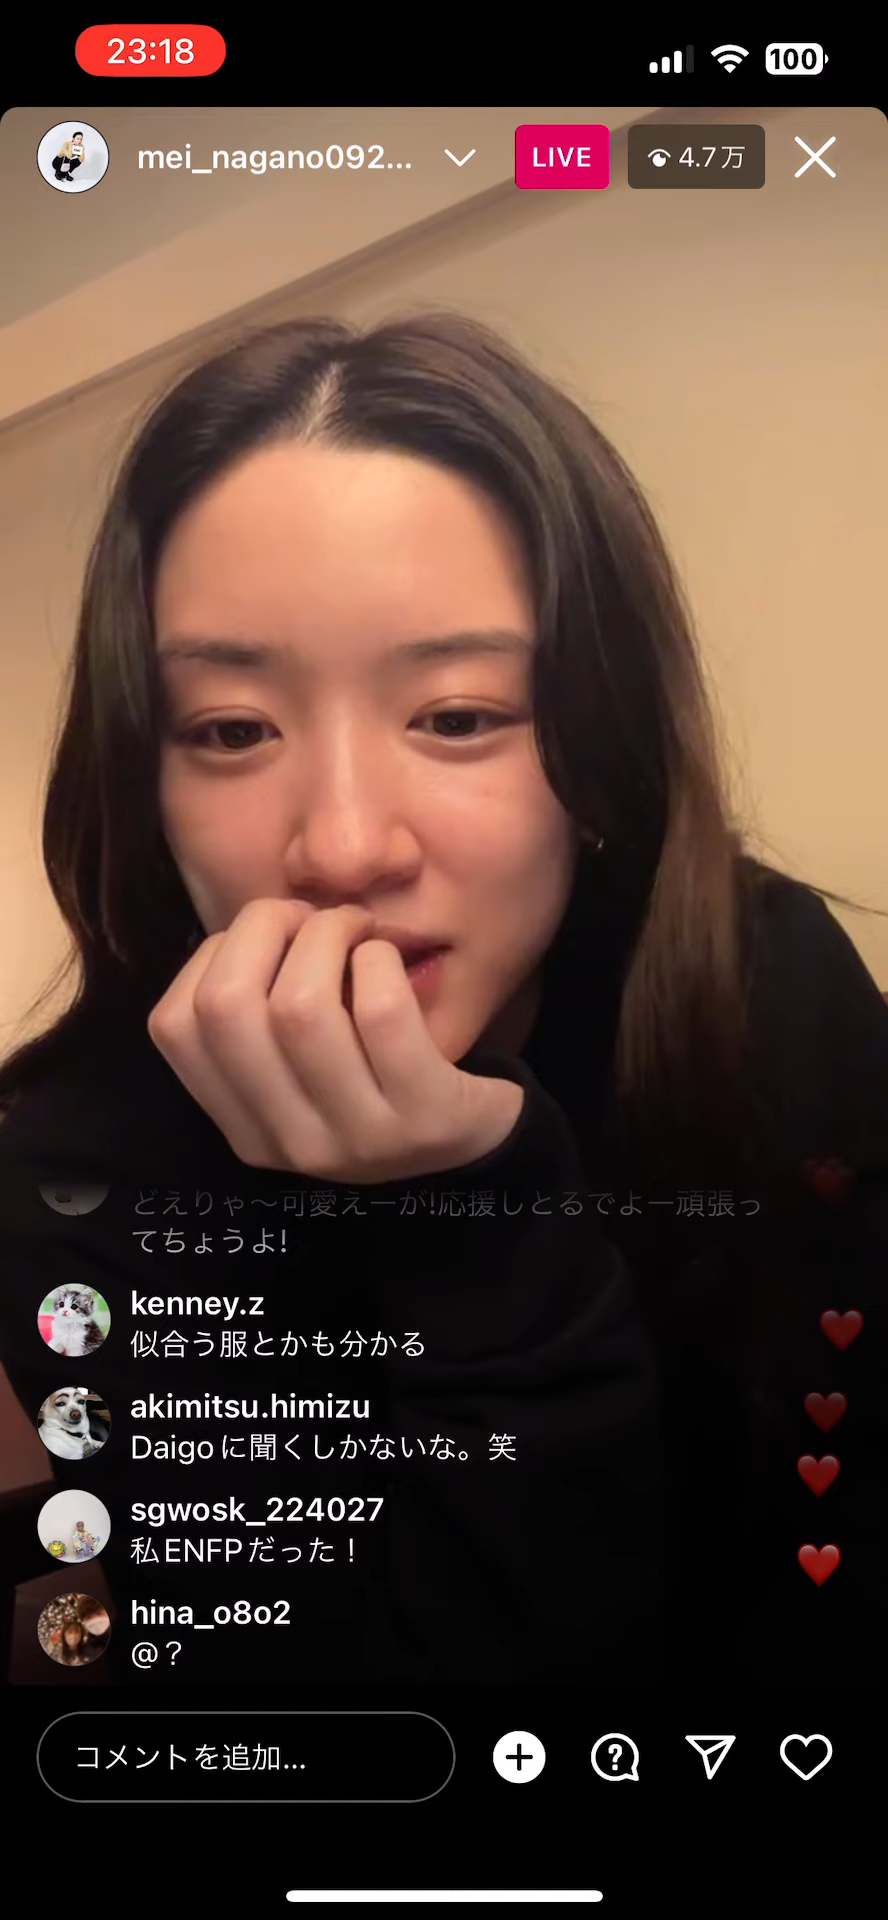 23:18
100
mei_nagano092...
LIVE
4.7万
どえりゃ〜可愛えーが!応援しとるでよー頑張っ
てちょうよ!
kenney.z
似合う服とかも分かる
akimitsu.himizu
Daigoに聞くしかないな。笑
sgwosk_224027
私ENFPだった！
hina_o8o2
@？
コメントを追加...